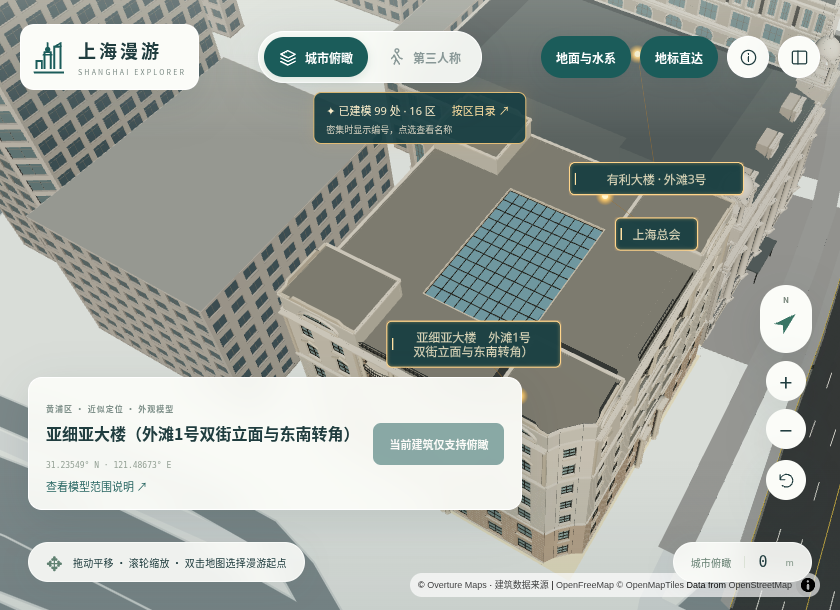 上海漫游
SHANGHAI EXPLORER
城市俯瞰
第三人称
地面与水系
地标直达
✦ 已建模 99 处 · 16 区 按区目录 ↗
密集时显示编号，点选查看名称
有利大楼 · 外滩3号
上海总会
亚细亚大楼 外滩1号
双街立面与东南转角）
N
黄浦区 · 近似定位 · 外观模型
亚细亚大楼（外滩1号双街立面与东南转角）
当前建筑仅支持俯瞰
31.23549° N · 121.48673° E
查看模型范围说明 ↗
+
−
拖动平移 · 滚轮缩放 · 双击地图选择漫游起点
城市俯瞰 0 m
© Overture Maps · 建筑数据来源 | OpenFreeMap © OpenMapTiles Data from OpenStreetMap